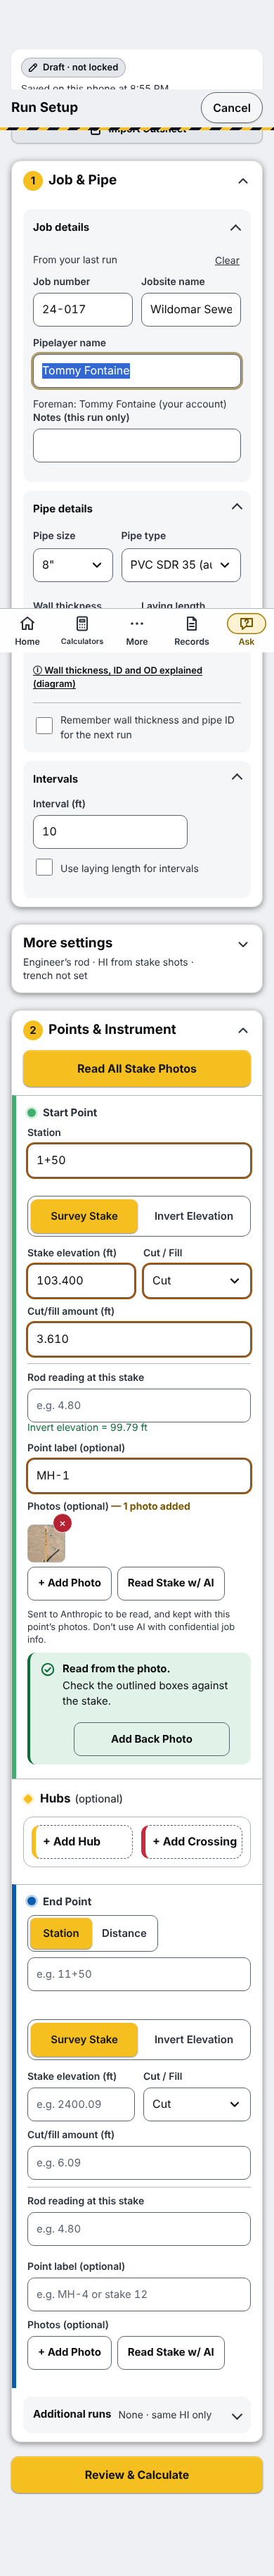 Draft · not locked
Saved on this phone at 8:55 PM
Run Setup
Cancel
Import Cutsheet
1 Job & Pipe
Job details
From your last run
Clear
Job number
Jobsite name
24-017
Wildomar Sewe
Pipelayer name
Tommy Fontaine
Foreman: Tommy Fontaine (your account)
Notes (this run only)
Pipe details
Pipe size
Pipe type
8"
PVC SDR 35 (au
Wall thickness
Laying length
Home
Calculators
More
Records
Ask
Wall thickness, ID and OD explained
(diagram)
Remember wall thickness and pipe ID
for the next run
Intervals
Interval (ft)
10
Use laying length for intervals
More settings
Engineer's rod · HI from stake shots ·
trench not set
2 Points & Instrument
Read All Stake Photos
Start Point
Station
1+50
Survey Stake
Invert Elevation
Stake elevation (ft)
Cut / Fill
103.400
Cut
Cut/fill amount (ft)
3.610
Rod reading at this stake
e.g. 4.80
Invert elevation = 99.79 ft
Point label (optional)
MH-1
Photos (optional) — 1 photo added
×
+ Add Photo
Read Stake w/ AI
Sent to Anthropic to be read, and kept with this
point's photos. Don't use AI with confidential job
info.
Read from the photo.
Check the outlined boxes against
the stake.
Add Back Photo
Hubs (optional)
+ Add Hub
+ Add Crossing
End Point
Station
Distance
e.g. 11+50
Survey Stake
Invert Elevation
Stake elevation (ft)
Cut / Fill
e.g. 2400.09
Cut
Cut/fill amount (ft)
e.g. 6.09
Rod reading at this stake
e.g. 4.80
Point label (optional)
e.g. MH-4 or stake 12
Photos (optional)
+ Add Photo
Read Stake w/ AI
Additional runs None · same HI only
Review & Calculate